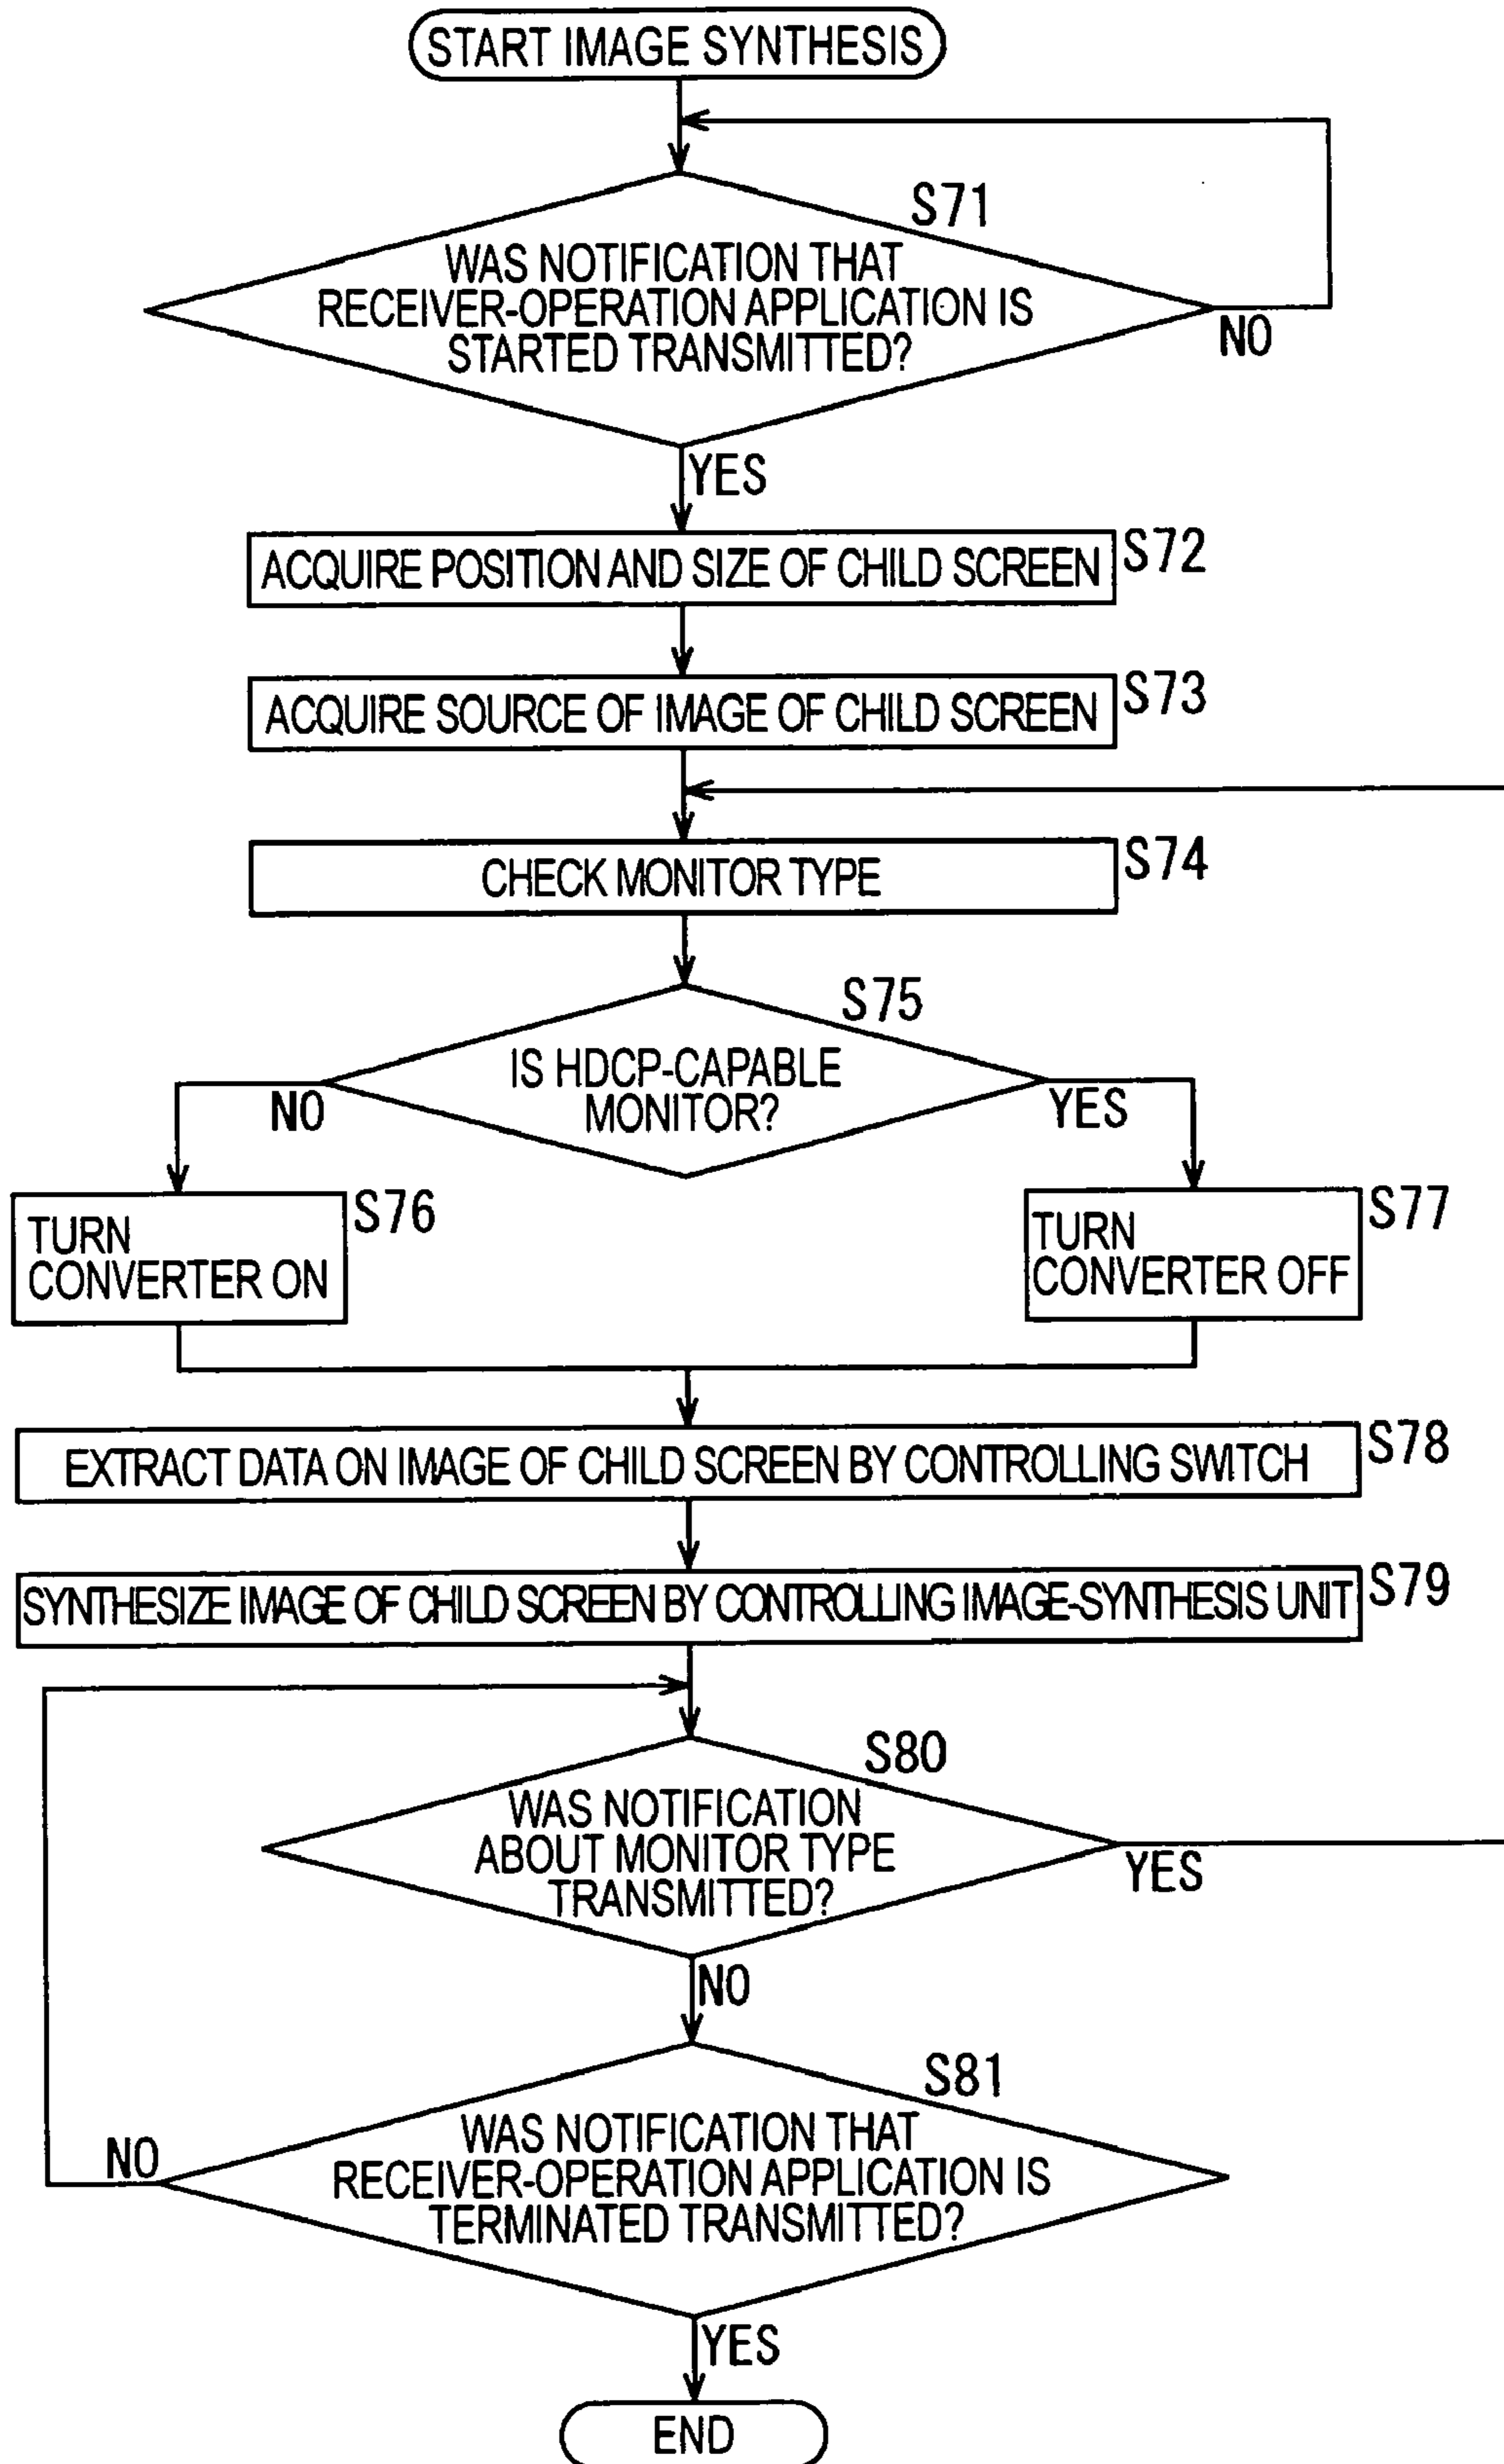 START IMAGE SYNTHESIS
S71
WAS NOTIFICATION THAT
RECEIVER-OPERATION APPLICATION IS
STARTED TRANSMITTED?
NO
YES
ACQUIRE POSITION AND SIZE OF CHILD SCREEN
S72
ACQUIRE SOURCE OF IMAGE OF CHILD SCREEN
S73
CHECK MONITOR TYPE
S74
S75
IS HDCP-CAPABLE
MONITOR?
NO
YES
TURN
CONVERTER ON
S76
TURN
CONVERTER OFF
S77
EXTRACT DATA ON IMAGE OF CHILD SCREEN BY CONTROLLING SWITCH
S78
SYNTHESIZE IMAGE OF CHILD SCREEN BY CONTROLLING IMAGE-SYNTHESIS UNIT
S79
S80
WAS NOTIFICATION
ABOUT MONITOR TYPE
TRANSMITTED?
YES
NO
S81
WAS NOTIFICATION THAT
RECEIVER-OPERATION APPLICATION IS
TERMINATED TRANSMITTED?
NO
YES
END